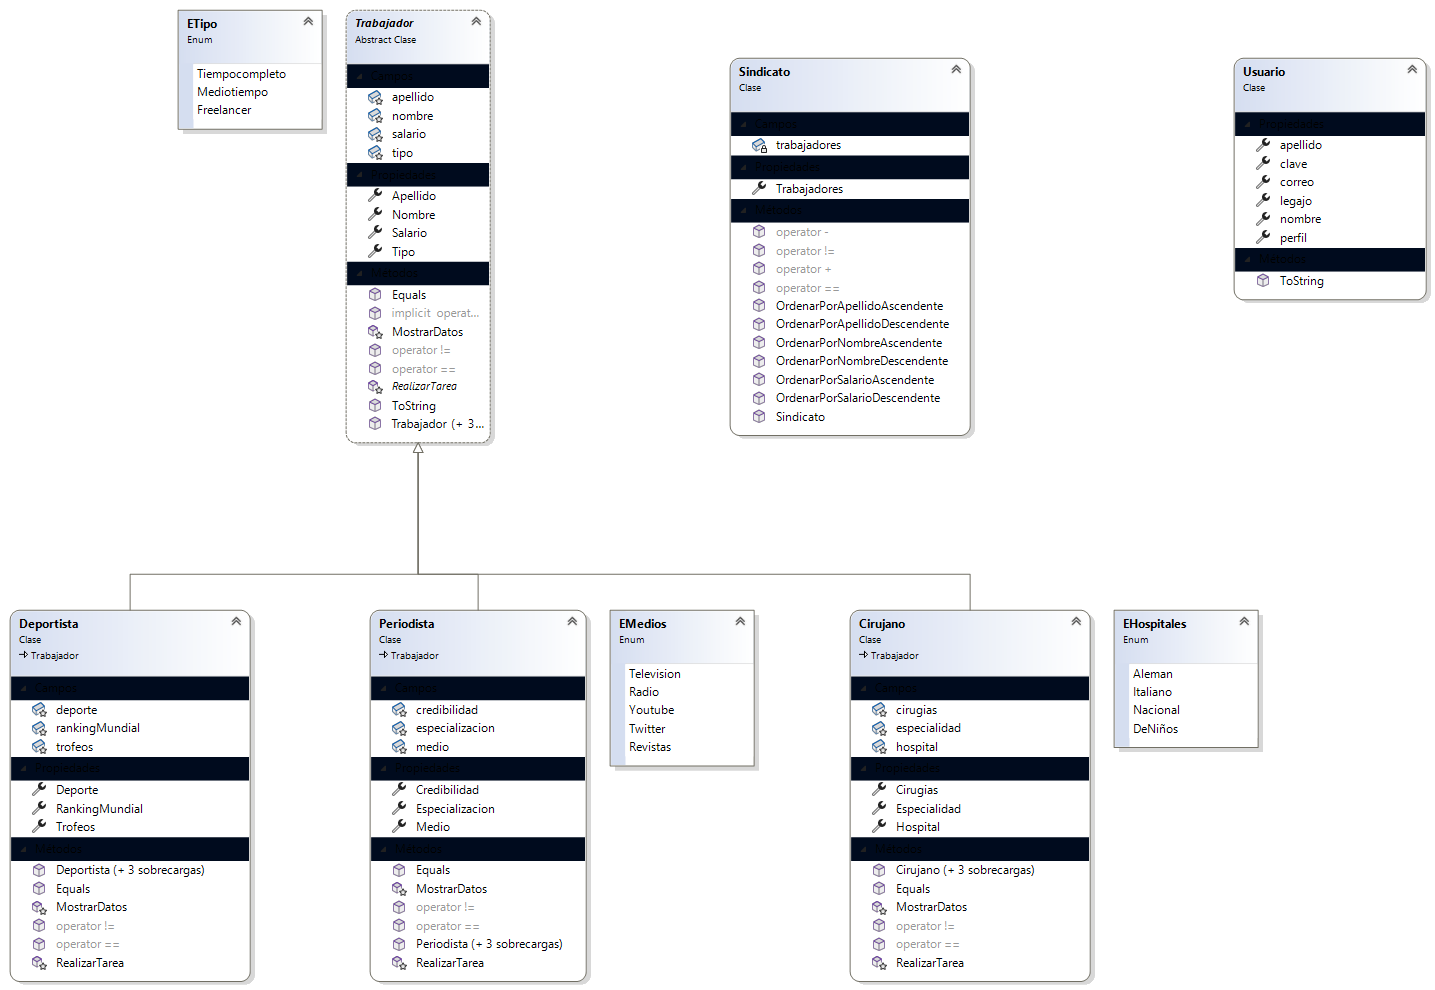 ETipo
Enum
Tiempocompleto
Mediotiempo
Freelancer
Trabajador
Abstract Clase
Campos
apellido
nombre
salario
tipo
Propiedades
Apellido
Nombre
Salario
Tipo
Métodos
Equals
implicit operat...
MostrarDatos
operator !=
operator ==
RealizarTarea
ToString
Trabajador (+ 3...
Sindicato
Clase
Campos
trabajadores
Propiedades
Trabajadores
Métodos
operator -
operator !=
operator +
operator ==
OrdenarPorApellidoAscendente
OrdenarPorApellidoDescendente
OrdenarPorNombreAscendente
OrdenarPorNombreDescendente
OrdenarPorSalarioAscendente
OrdenarPorSalarioDescendente
Sindicato
Usuario
Clase
Propiedades
apellido
clave
correo
legajo
nombre
perfil
Métodos
ToString
Deportista
Clase
Trabajador
Campos
deporte
rankingMundial
trofeos
Propiedades
Deporte
RankingMundial
Trofeos
Métodos
Deportista (+ 3 sobrecargas)
Equals
MostrarDatos
operator !=
operator ==
RealizarTarea
Periodista
Clase
Trabajador
Campos
credibilidad
especializacion
medio
Propiedades
Credibilidad
Especializacion
Medio
Métodos
Equals
MostrarDatos
operator !=
operator ==
Periodista (+ 3 sobrecargas)
RealizarTarea
EMedios
Enum
Television
Radio
Youtube
Twitter
Revistas
Cirujano
Clase
Trabajador
Campos
cirugias
especialidad
hospital
Propiedades
Cirugias
Especialidad
Hospital
Métodos
Cirujano (+ 3 sobrecargas)
Equals
MostrarDatos
operator !=
operator ==
RealizarTarea
EHospitales
Enum
Aleman
Italiano
Nacional
DeNiños